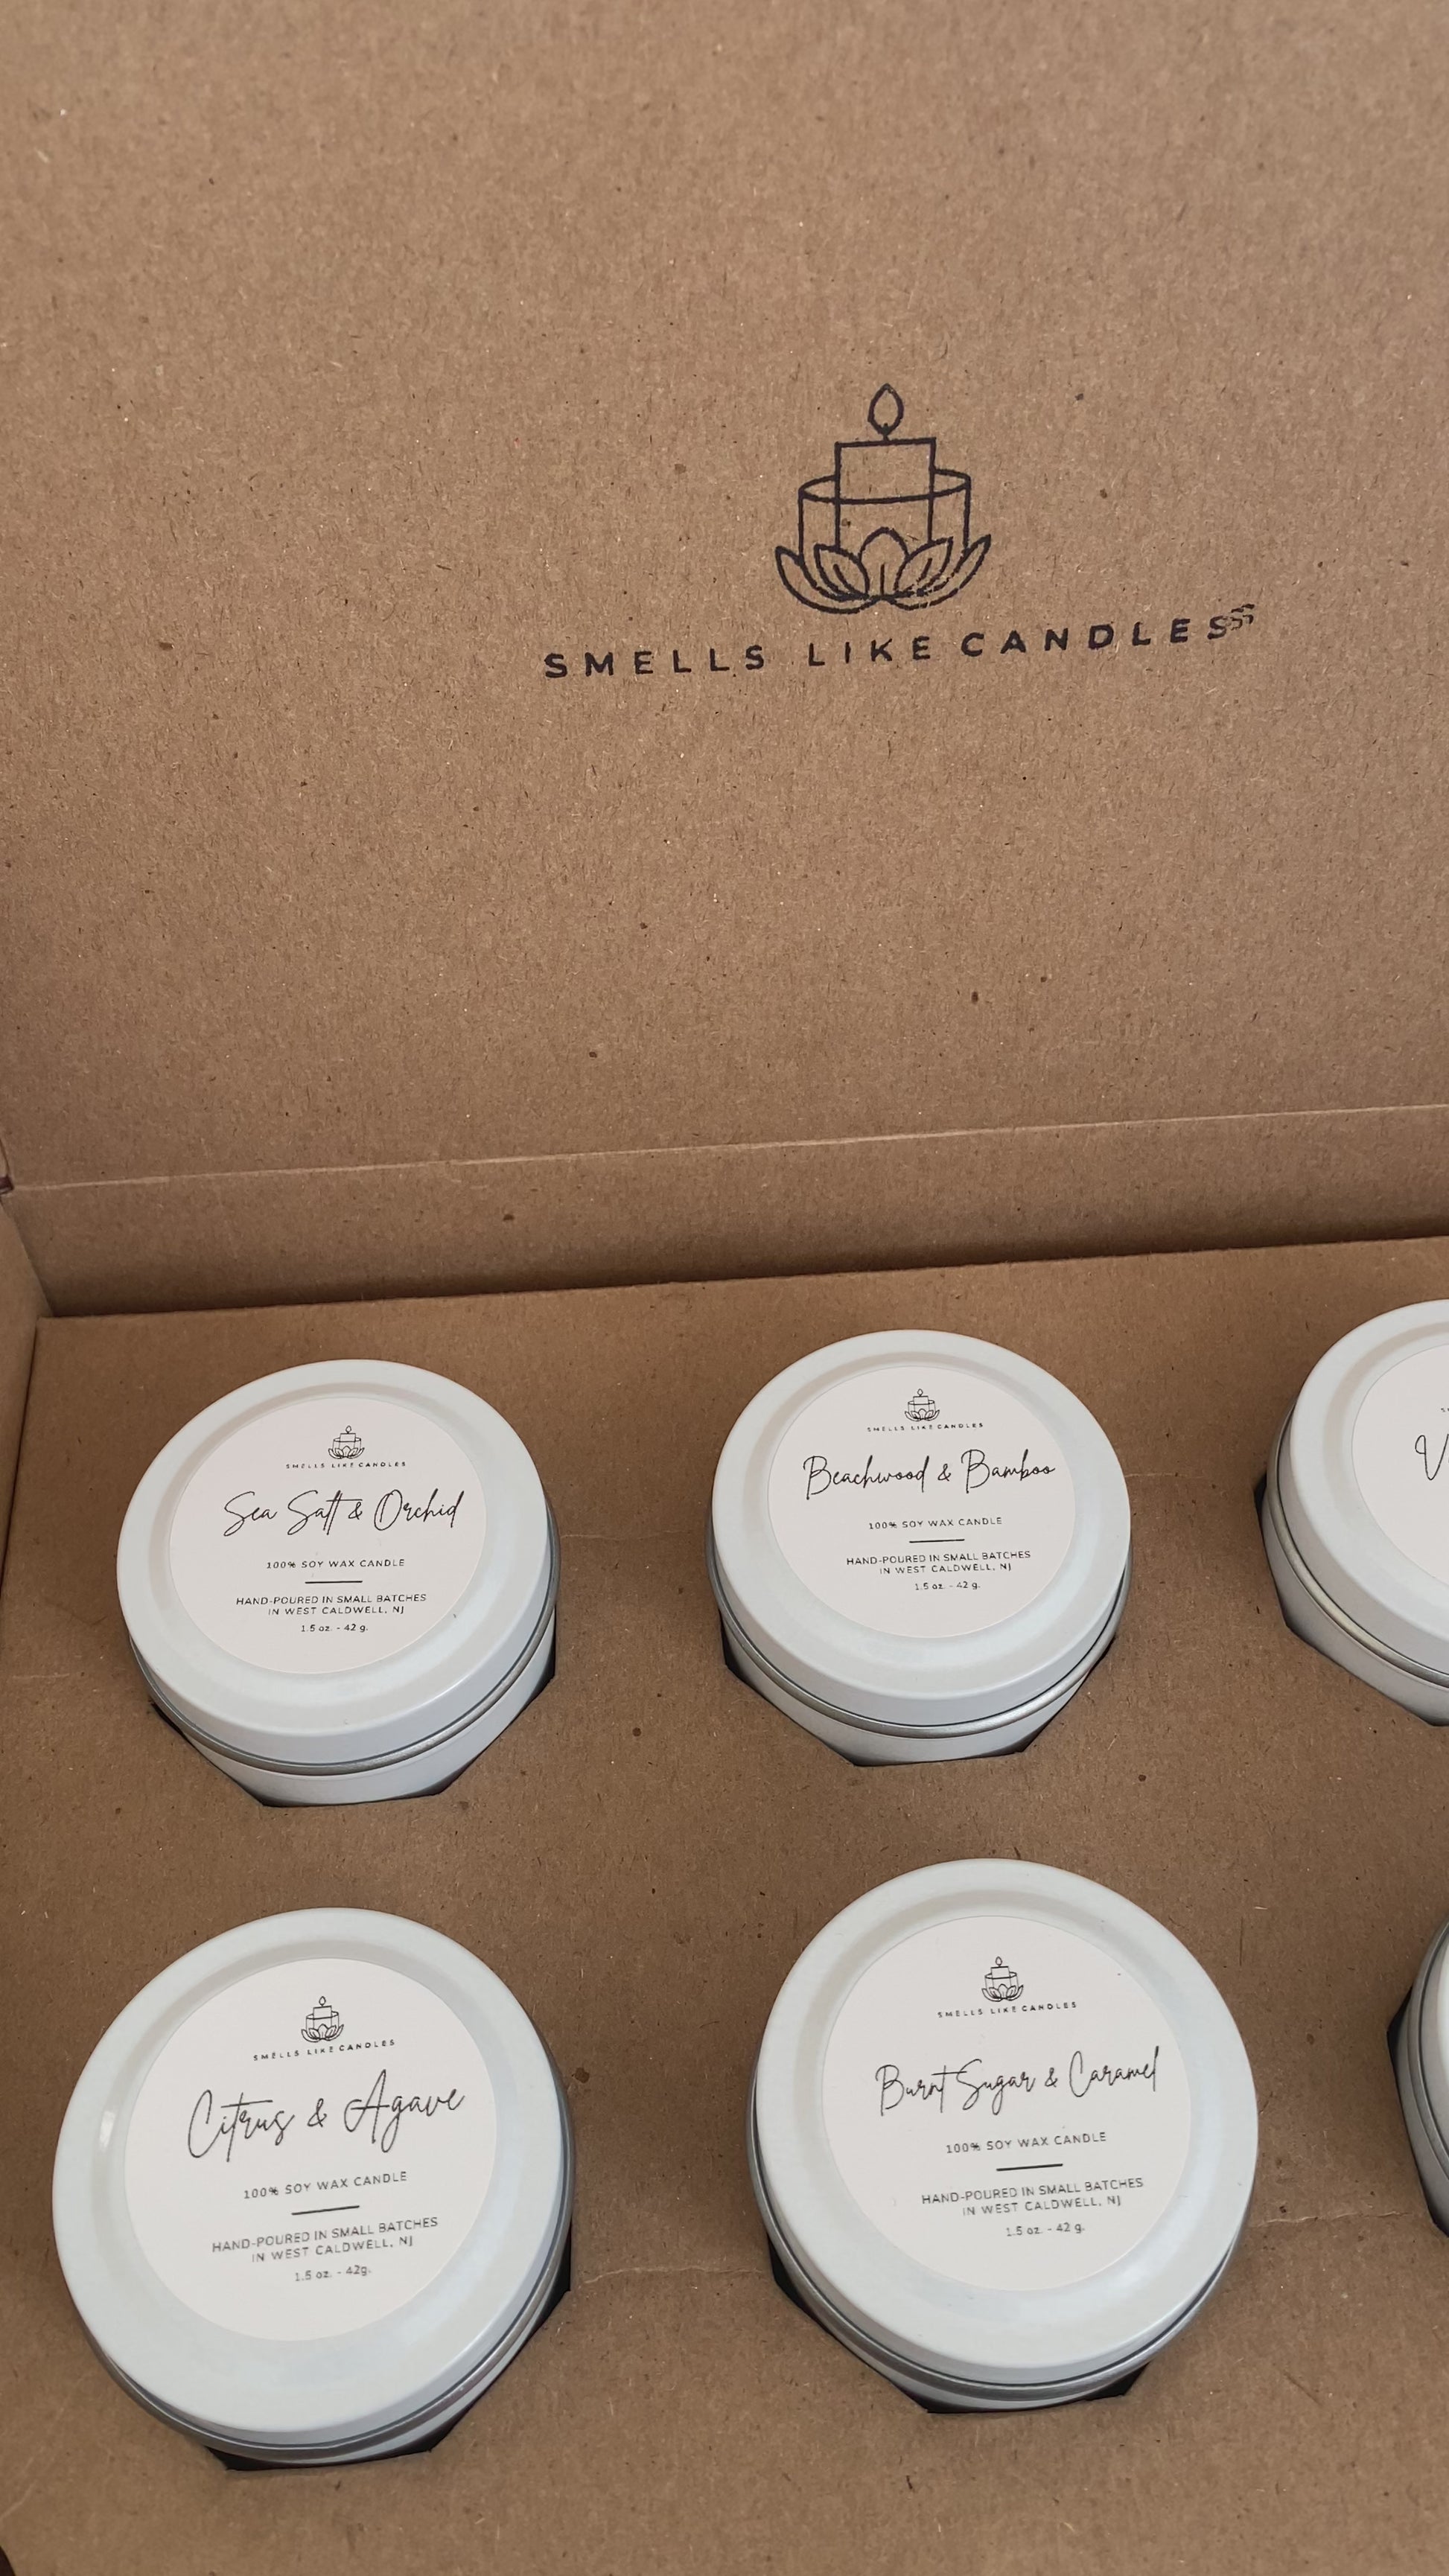 SMELLS LIKE CANDLES
SMELLS LIKE CANDLES
Sea Salt & Orchid
100% SOY WAX CANDLE
HAND-POURED IN SMALL BATCHES
IN WEST CALDWELL, NJ
1.5 oz. - 42 g.
SMELLS LIKE CANDLES
Beachwood & Bamboo
100% SOY WAX CANDLE
HAND-POURED IN SMALL BATCHES
IN WEST CALDWELL, NJ
1.5 oz. - 42 g.
SMELLS LIKE CANDLES
Citrus & Agave
100% SOY WAX CANDLE
HAND-POURED IN SMALL BATCHES
IN WEST CALDWELL, NJ
1.5 oz. - 42g.
SMELLS LIKE CANDLES
Burnt Sugar & Caramel
100% SOY WAX CANDLE
HAND-POURED IN SMALL BATCHES
IN WEST CALDWELL, NJ
1.5 oz. - 42 g.